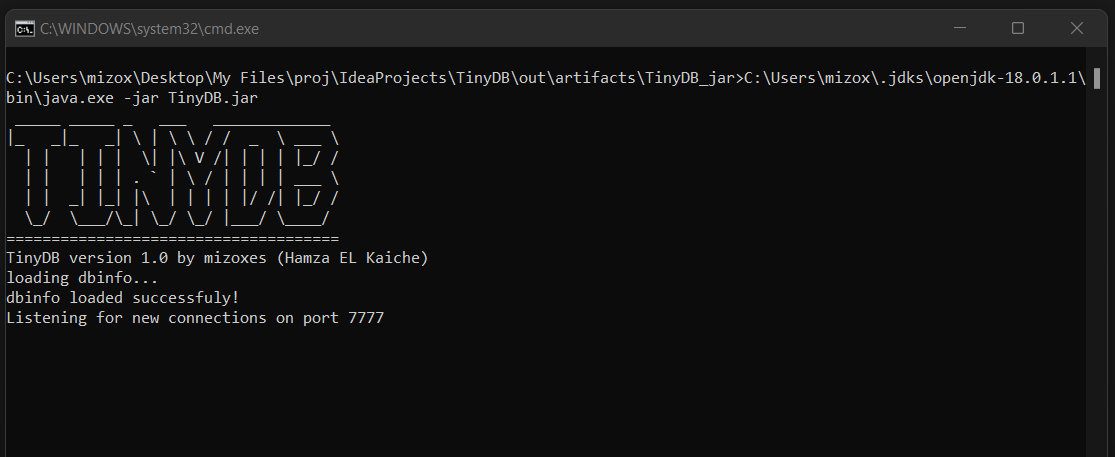 C:\WINDOWS\system32\cmd.exe
C:\Users\mizox\Desktop\My Files\proj\IdeaProjects\TinyDB\out\artifacts\TinyDB_jar>C:\Users\mizox\.jdks\openjdk-18.0.1.1\
bin\java.exe -jar TinyDB.jar
TINYDB
=====================================
TinyDB version 1.0 by mizoxes (Hamza EL Kaiche)
loading dbinfo...
dbinfo loaded successfuly!
Listening for new connections on port 7777